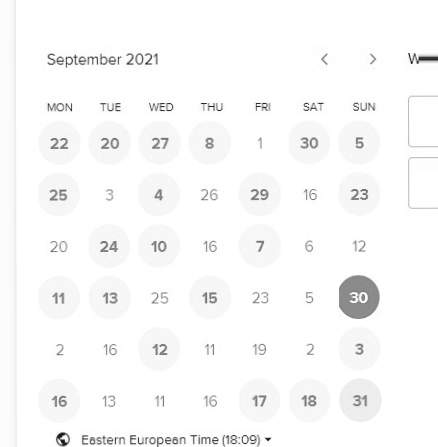 September 2021
MON TUE WED THU FRI SAT SUN
22 20 27 8 1 30 5
25 3 4 26 29 16 23
20 24 10 16 7 6 12
11 13 25 15 23 5 30
2 16 12 11 19 2 3
16 13 11 16 17 18 31
Eastern European Time (18:09)